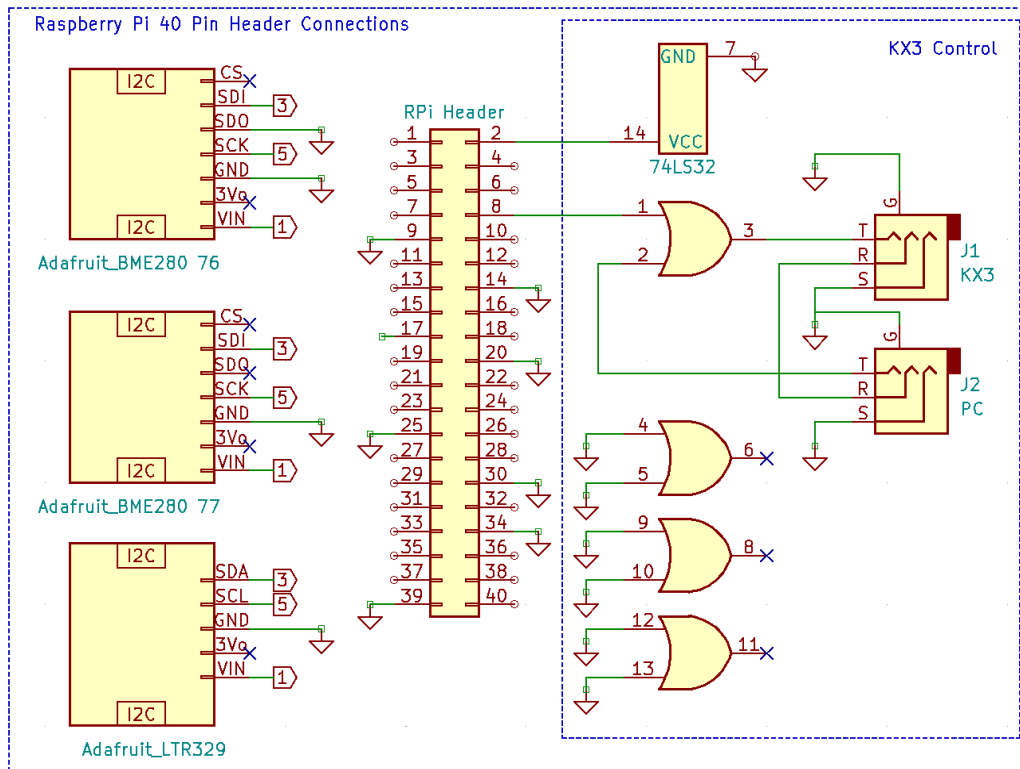 Raspberry Pi 40 Pin Header Connections
KX3 Control
I2C
CS
SDI
3
SDO
SCK
5
GND
3Vo
VIN
1
I2C
Adafruit_BME280 76
I2C
CS
SDI
3
SDO
SCK
5
GND
3Vo
VIN
1
I2C
Adafruit_BME280 77
I2C
SDA
3
SCL
5
GND
3Vo
VIN
1
I2C
Adafruit_LTR329
RPi Header
1 2
3 4
5 6
7 8
9 10
11 12
13 14
15 16
17 18
19 20
21 22
23 24
25 26
27 28
29 30
31 32
33 34
35 36
37 38
39 40
GND 7
14 VCC
74LS32
1
2
3
4
5
6
9
10
8
12
13
11
G
T
R
S
J1
KX3
G
T
R
S
J2
PC